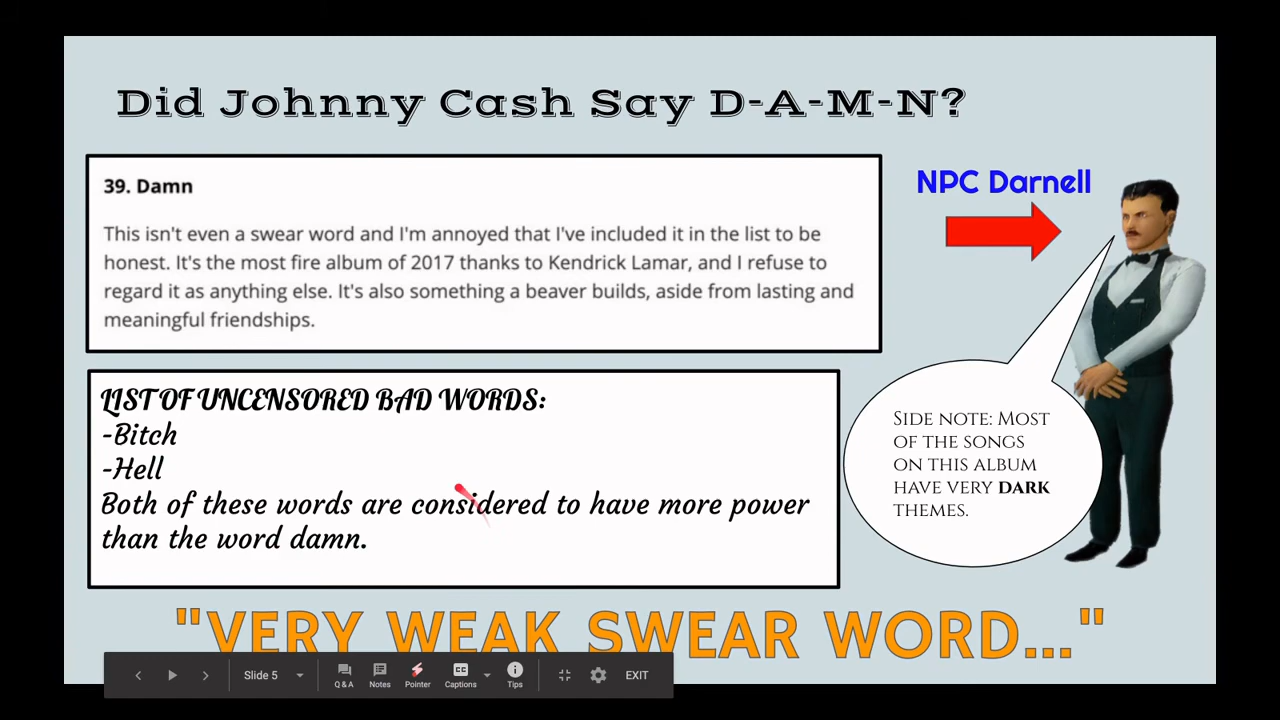 Did Johnny Cash Say D-A-M-N?
39. Damn
This isn't even a swear word and I'm annoyed that I've included it in the list to be
honest. It's the most fire album of 2017 thanks to Kendrick Lamar, and I refuse to
regard it as anything else. It's also something a beaver builds, aside from lasting and
meaningful friendships.
NPC Darnell
LIST OF UNCENSORED BAD WORDS:
-Bitch
-Hell
Both of these words are considered to have more power
than the word damn.
Side note: Most
of the songs
on this album
have very dark
themes.
"VERY WEAK SWEAR WORD..."
Slide 5
Q & A
Notes
Pointer
CC
Captions
Tips
EXIT